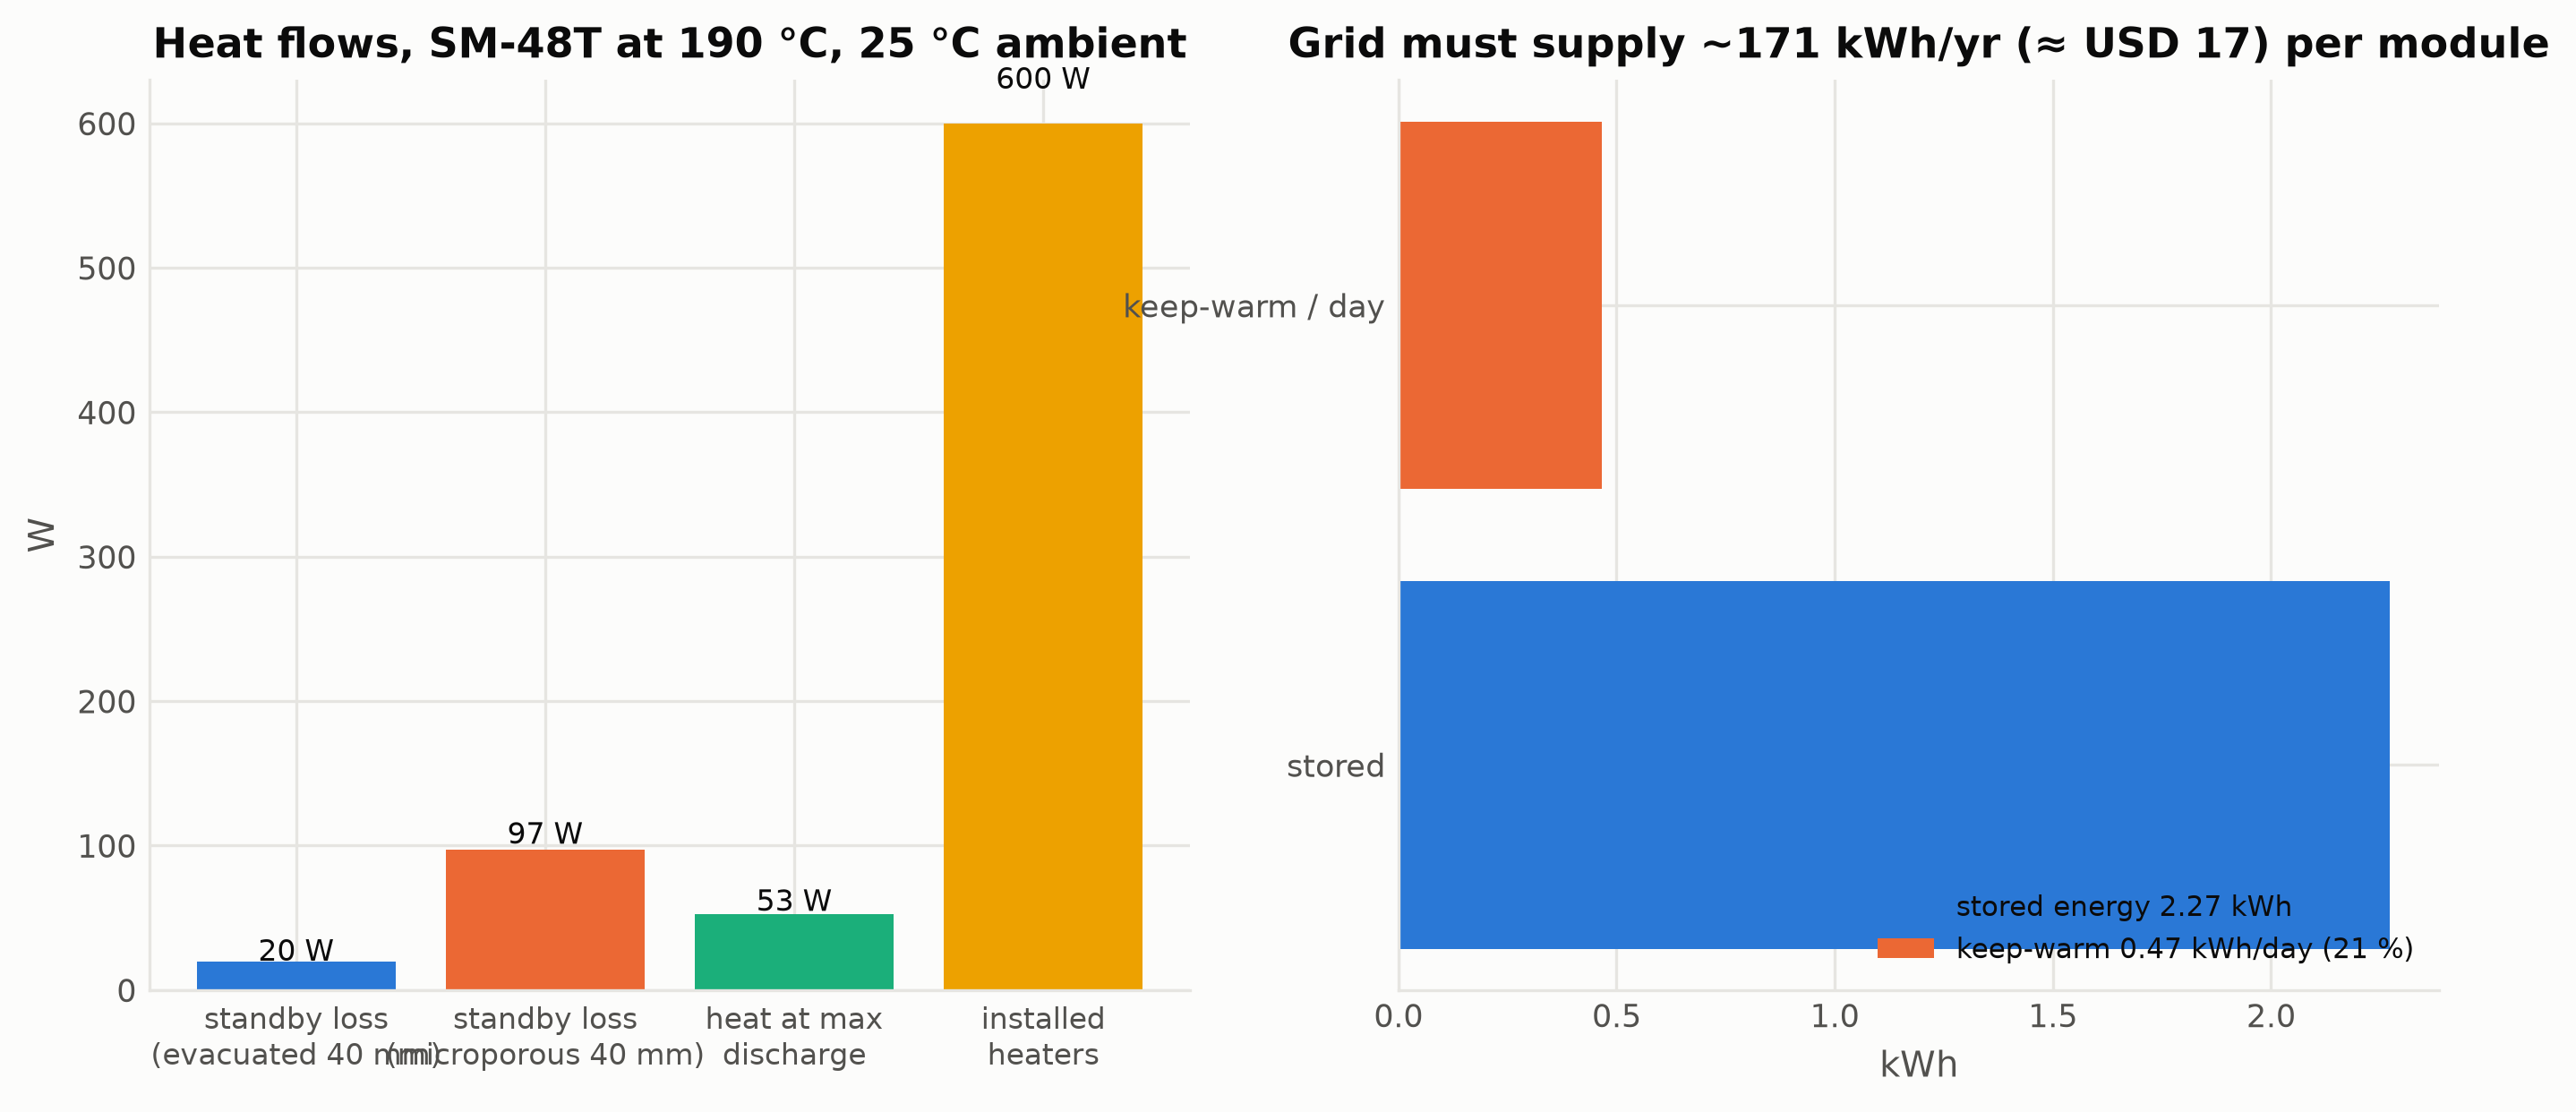 Heat flows, SM-48T at 190 °C, 25 °C ambient
600 W
600
500
400
300
200
100
0
W
97 W
53 W
20 W
standby loss
(evacuated 40 mm)
standby loss
(microporous 40 mm)
heat at max
discharge
installed
heaters
Grid must supply ~171 kWh/yr (≈ USD 17) per module
keep-warm / day
stored
stored energy 2.27 kWh
keep-warm 0.47 kWh/day (21 %)
0.0
0.5
1.0
1.5
2.0
kWh